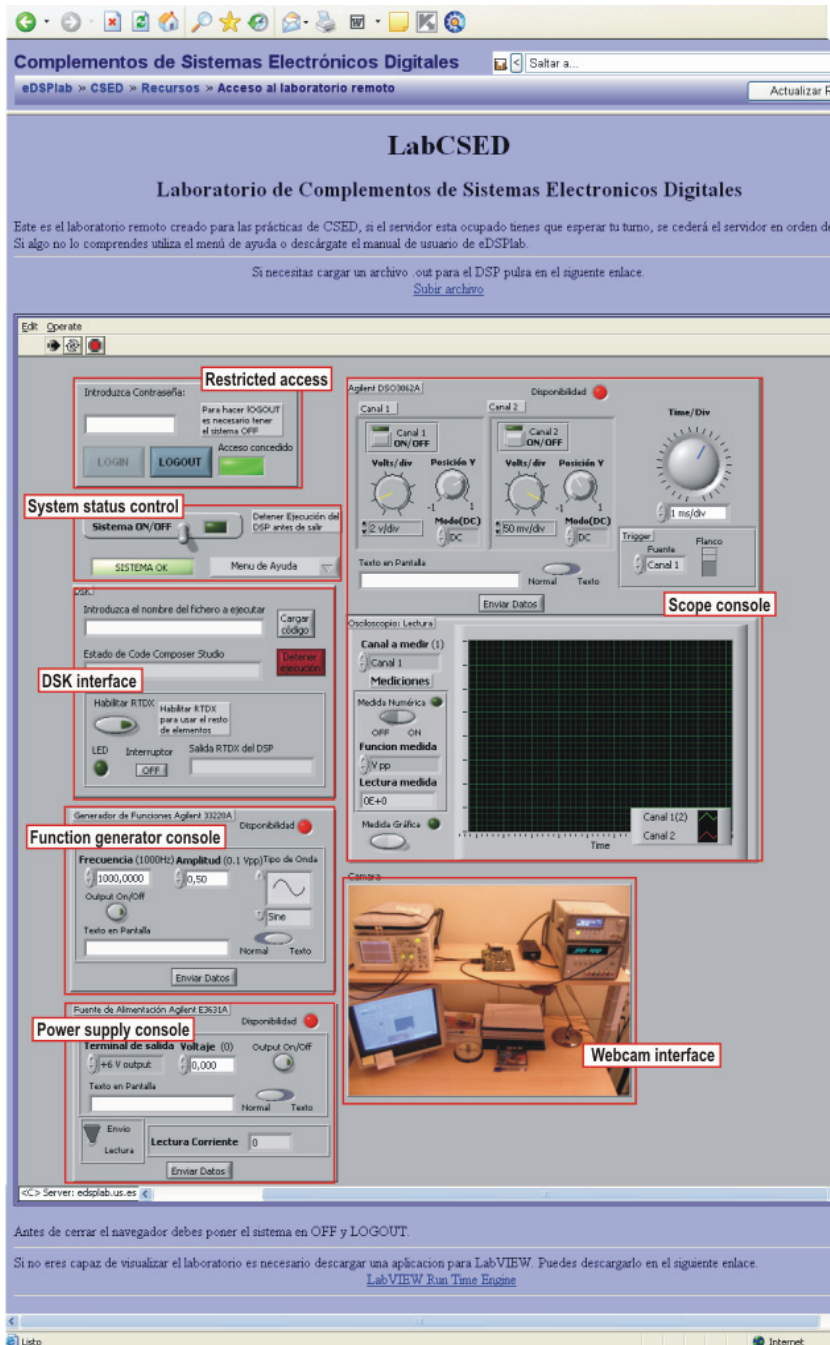 Complementos de Sistemas Electrónicos Digitales
Saltar a...
eDSPlab » CSED » Recursos » Acceso al laboratorio remoto
Actualizar R
LabCSED
Laboratorio de Complementos de Sistemas Electronicos Digitales
Este es el laboratorio remoto creado para las prácticas de CSED, si el servidor esta ocupado tienes que esperar tu turno, se cederá el servidor en orden de
Si algo no lo comprendes utiliza el menú de ayuda o descárgate el manual de usuario de eDSPlab.
Si necesitas cargar un archivo .out para el DSP pulsa en el siguente enlace.
Subir archivo
Edit Operate
Restricted access
Introduzca Contraseña:
Para hacer lOGOUT
es necesario tener
el sistema OFF
Acceso concedido
LOGIN
LOGOUT
System status control
Sistema ON/OFF
Detener Ejecución del
DSP antes de salir
SISTEMA OK
Menu de Ayuda
DSK
Introduzca el nombre del fichero a ejecutar
Cargar
código
Estado de Code Composer Studio
Detener
ejecución
DSK interface
Habilitar RTDX
Habilitar RTDX
para usar el resto
de elementos
LED
Interruptor
OFF
Salida RTDX del DSP
Generador de Funciones Agilent 33220A
Disponibilidad
Function generator console
Frecuencia (1000Hz)
Amplitud (0.1 Vpp)
Tipo de Onda
1000,0000
0,50
Output On/Off
Sine
Texto en Pantalla
Normal Texto
Enviar Datos
Fuente de Alimentación Agilent E3631A
Disponibilidad
Power supply console
Terminal de salida
Voltaje (0)
Output On/Off
+6 V output
0,000
Texto en Pantalla
Normal Texto
Envio
Lectura
Lectura Corriente
0
Enviar Datos
Agilent DSO3062A
Disponibilidad
Canal 1
Canal 1
ON/OFF
Volts/div
Posición Y
-1 1
2 v/div
Modo(DC)
DC
Canal 2
Canal 2
ON/OFF
Volts/div
Posición Y
-1 1
50 mv/div
Modo(DC)
DC
Time/Div
1 ms/div
Trigger
Fuente
Canal 1
Flanco
Texto en Pantalla
Normal Texto
Enviar Datos
Scope console
Osciloscopio: Lectura
Canal a medir (1)
Canal 1
Mediciones
Medida Numérica
OFF ON
Funcion medida
V pp
Lectura medida
0E+0
Medida Gráfica
Time
Canal 1(2)
Canal 2
Camara
Webcam interface
<C> Server: edsplab.us.es
Antes de cerrar el navegador debes poner el sistema en OFF y LOGOUT.
Si no eres capaz de visualizar el laboratorio es necesario descargar una aplicacion para LabVIEW. Puedes descargarlo en el siguiente enlace.
LabVIEW Run Time Engine
Listo
Internet